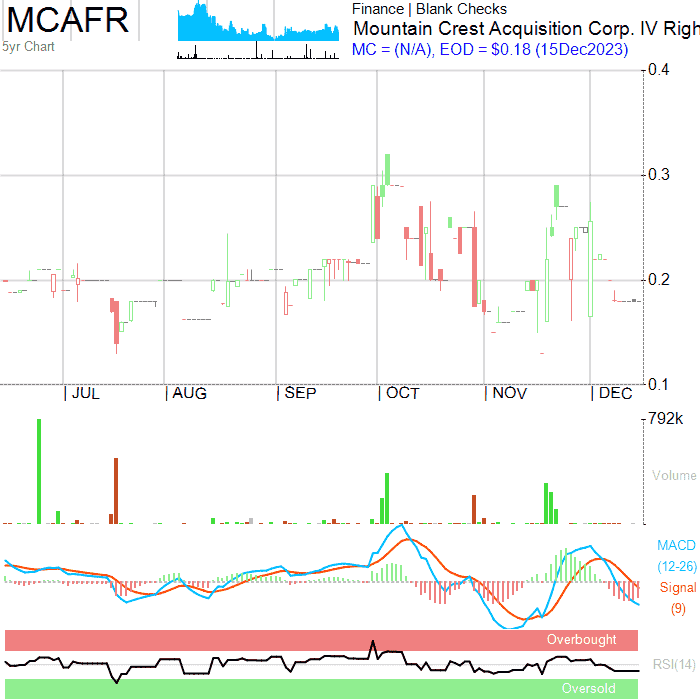 MCAFR
5yr Chart
Finance | Blank Checks
Mountain Crest Acquisition Corp. IV Righ
MC = (N/A), EOD = $0.18 (15Dec2023)
0.4
0.3
0.2
0.1
JUL
AUG
SEP
OCT
NOV
DEC
792k
Volume
MACD
(12-26)
Signal
(9)
Overbought
RSI(14)
Oversold